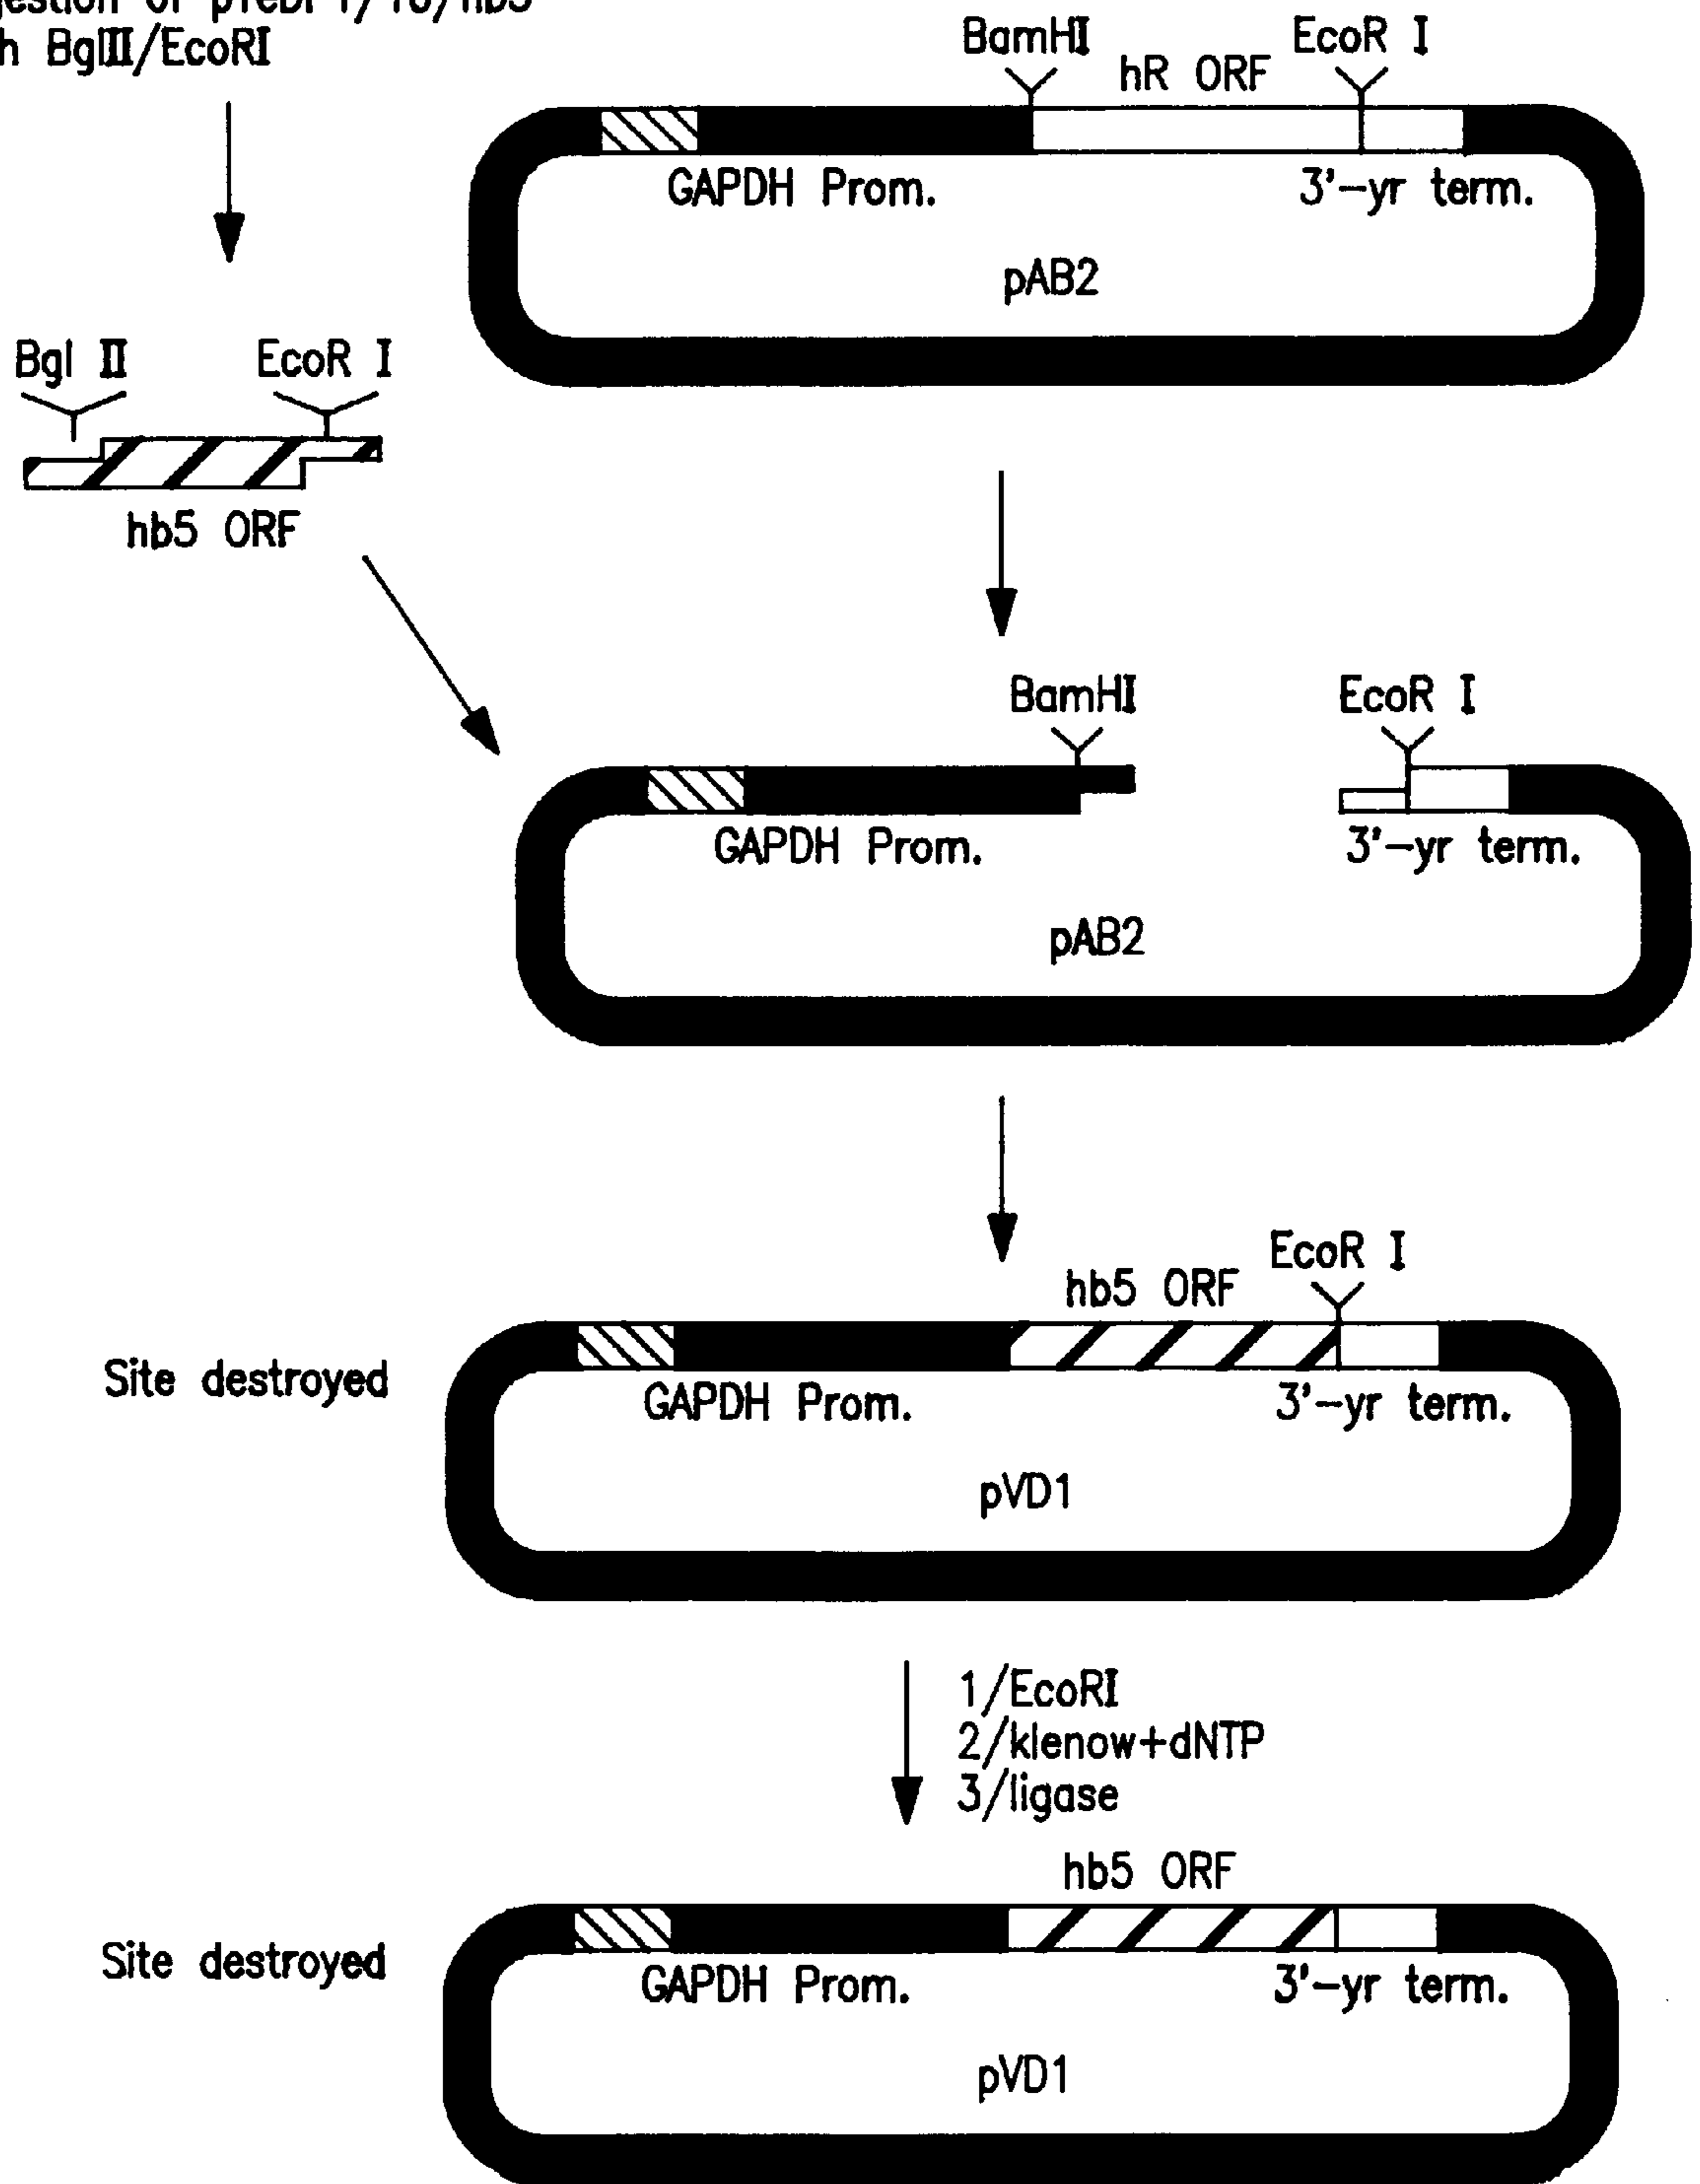 of
BglII/EcoRI
BamHI
EcoR I
hR ORF
GAPDH Prom.
3'-yr term.
pAB2
Bgl II
EcoR I
hb5 ORF
BamHI
EcoR I
GAPDH Prom.
3'-yr term.
pAB2
EcoR I
hb5 ORF
Site destroyed
GAPDH Prom.
3'-yr term.
pVD1
1/EcoRI
2/klenow+dNTP
3/ligase
hb5 ORF
Site destroyed
GAPDH Prom.
3'-yr term.
pVD1